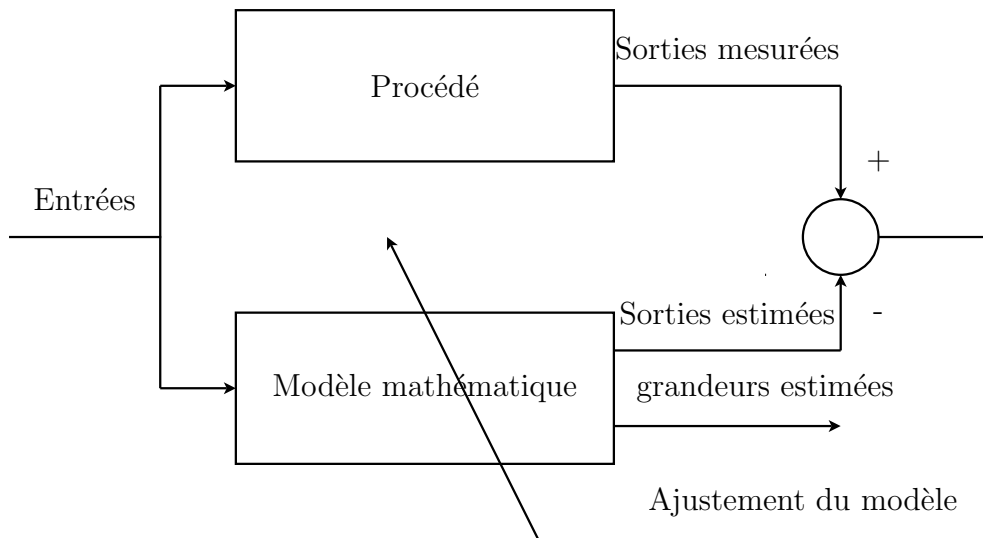 Sorties mesurées
Procédé
+
Entrées
Sorties estimées
-
Modèle mathématique
grandeurs estimées
Ajustement du modèle